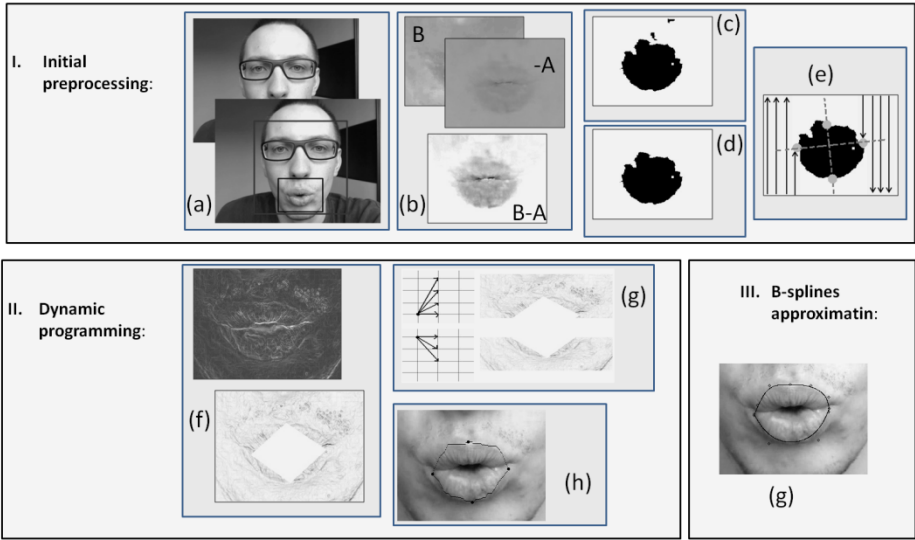 I. Initial
preprocessing:
(a)
B
-A
(b)
B-A
(c)
(d)
(e)
II. Dynamic
programming:
(f)
(g)
(h)
III. B-splines
approximatin:
(g)